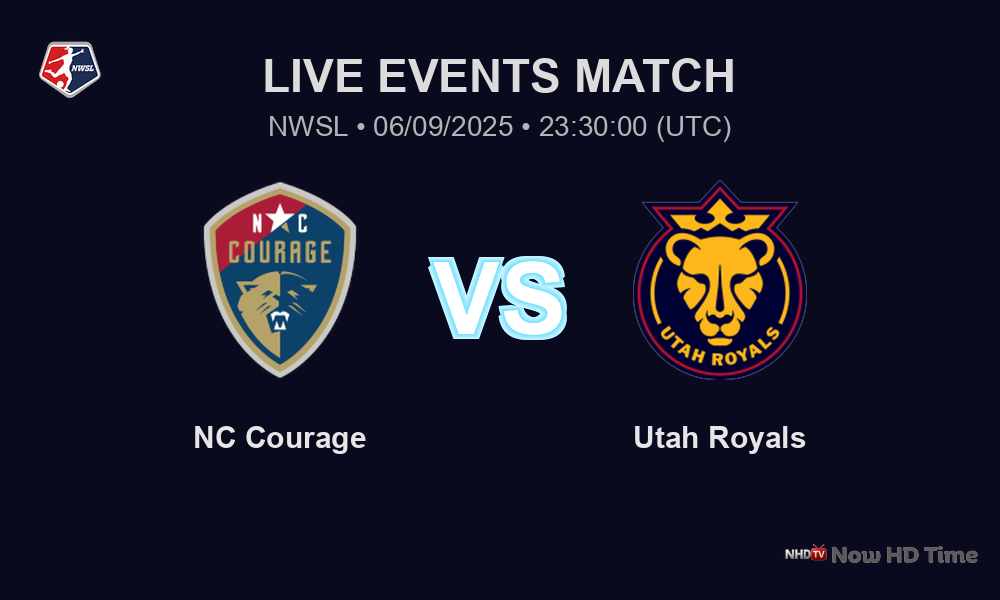 NWSL
LIVE EVENTS MATCH
NWSL • 06/09/2025 • 23:30:00 (UTC)
N C
COURAGE
VS
UTAH ROYALS
NC Courage
Utah Royals
NHDTV Now HD Time